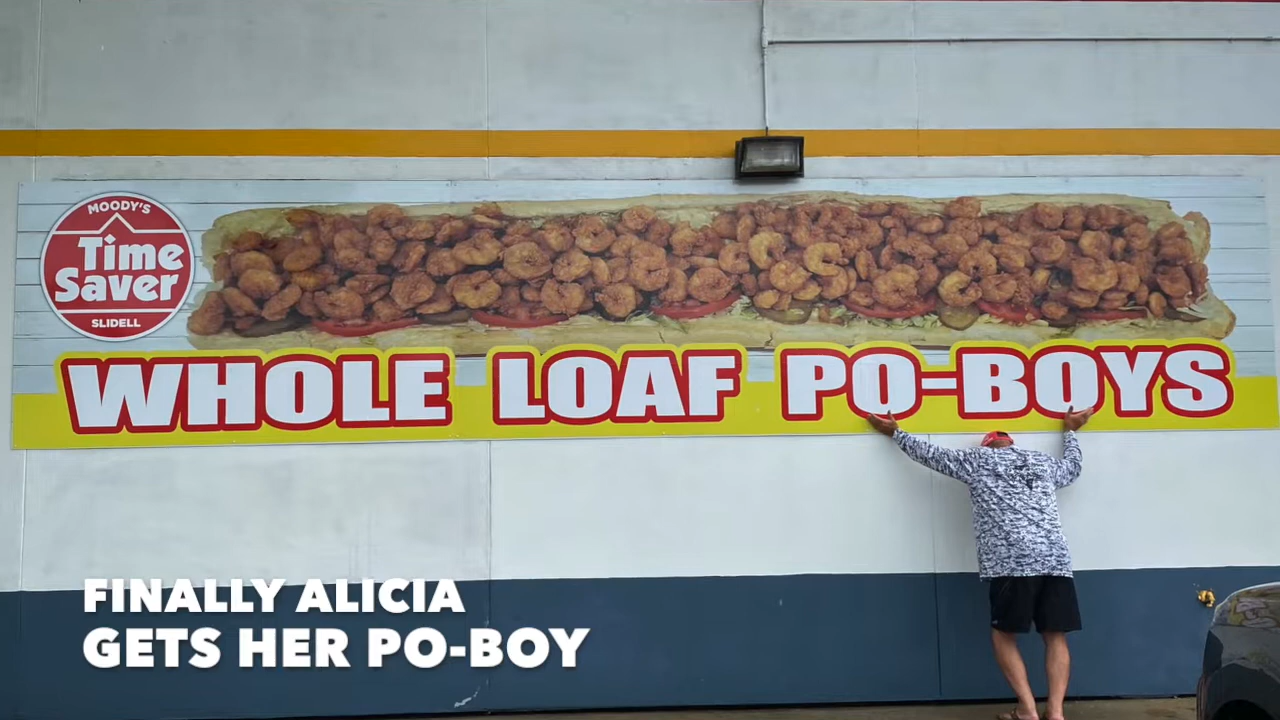 MOODY'S
Time
Saver
SLIDELL
WHOLE LOAF PO-BOYS
FINALLY ALICIA
GETS HER PO-BOY